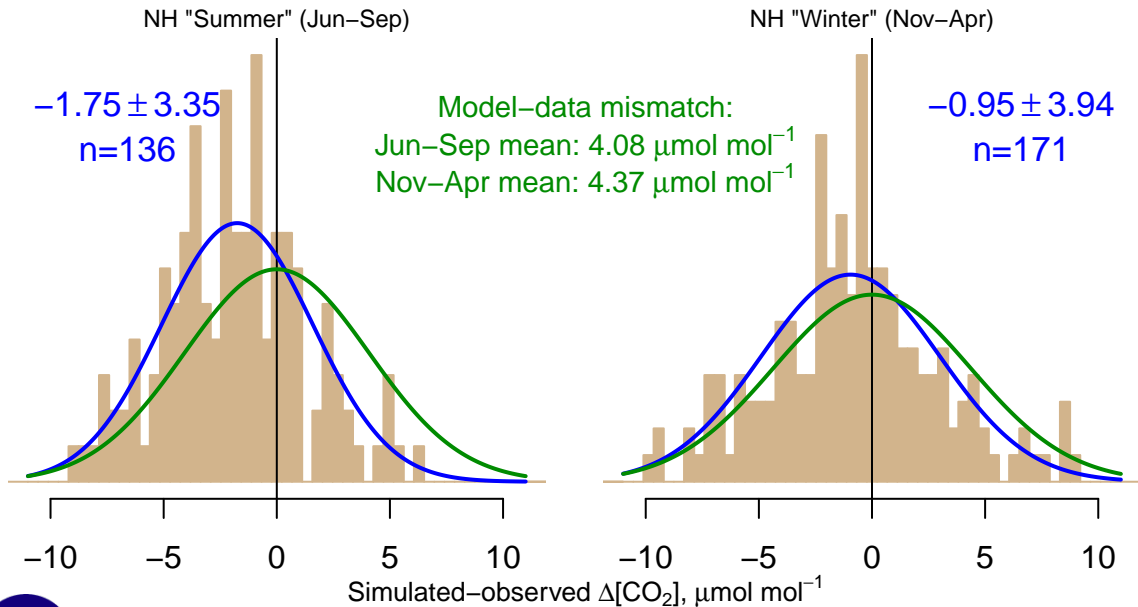 NH "Summer" (Jun−Sep)
−1.75 ± 3.35
n=136
Model−data mismatch:
Jun−Sep mean: 4.08 μmol mol⁻¹
Nov−Apr mean: 4.37 μmol mol⁻¹
NH "Winter" (Nov−Apr)
−0.95 ± 3.94
n=171
−10 −5 0 5 10
−10 −5 0 5 10
Simulated−observed Δ[CO₂], μmol mol⁻¹